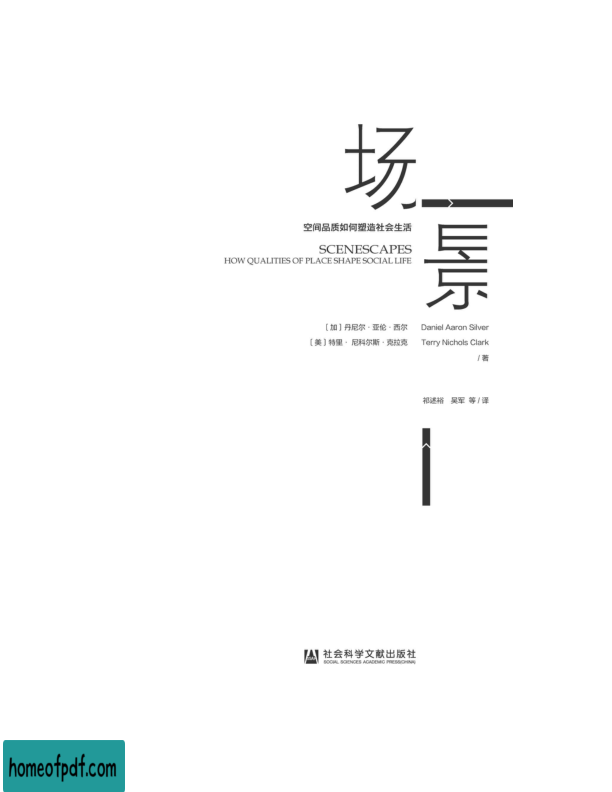 场景
空间品质如何塑造社会生活
SCENESCAPES
HOW QUALITIES OF PLACE SHAPE SOCIAL LIFE
[加]丹尼尔·亚伦·西尔 Daniel Aaron Silver
[美]特里·尼科尔斯·克拉克 Terry Nichols Clark
/著
祁述裕 吴军 等/译
社会科学文献出版社
SOCIAL SCIENCES ACADEMIC PRESS(CHINA)
homeofpdf.com